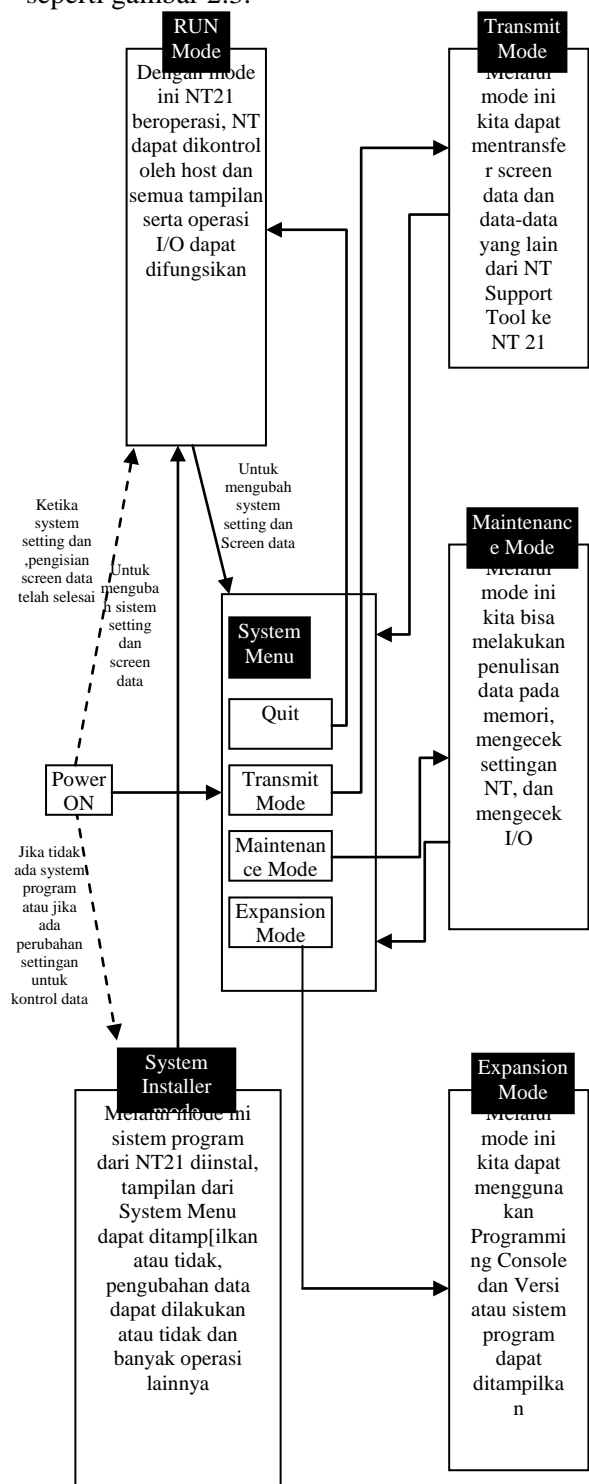 seperti gambar 2.3.
RUN
Mode
Dengan mode
ini NT21
beroperasi, NT
dapat dikontrol
oleh host dan
semua tampilan
serta operasi
I/O dapat
difungsikan
Transmit
Mode
Melalui
mode ini
kita dapat
mentransfe
r screen
data dan
data-data
yang lain
dari NT
Support
Tool ke
NT 21
Ketika
system
setting dan
,pengisian
screen data
telah selesai
Untuk
menguba
h sistem
setting
dan
screen
data
Untuk
mengubah
system
setting dan
Screen data
System
Menu
Quit
Transmit
Mode
Maintenan
ce Mode
Expansion
Mode
Maintenanc
e Mode
Melalui
mode ini
kita bisa
melakukan
penulisan
data pada
memori,
mengecek
settingan
NT, dan
mengecek
I/O
Power
ON
Jika tidak
ada system
program
atau jika
ada
perubahan
settingan
untuk
kontrol data
System
Installer
mode
Melalui mode ini
sistem program
dari NT21 diinstal,
tampilan dari
System Menu
dapat ditamp[ilkan
atau tidak,
pengubahan data
dapat dilakukan
atau tidak dan
banyak operasi
lainnya
Expansion
Mode
Melalui
mode ini
kita dapat
mengguna
kan
Programmi
ng Console
dan Versi
atau sistem
program
dapat
ditampilka
n